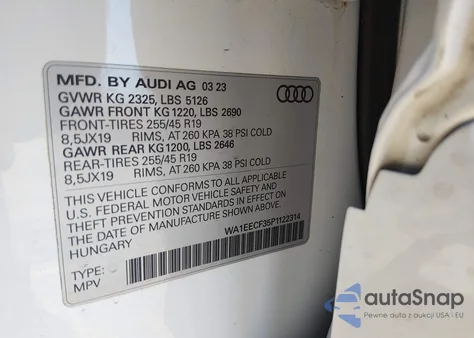 MFD. BY AUDI AG 03 23
GVWR KG 2325, LBS 5126
GAWR FRONT KG 1220, LBS 2690
FRONT-TIRES 255/45 R19
8,5JX19 RIMS, AT 260 KPA 38 PSI COLD
GAWR REAR KG 1200, LBS 2646
REAR-TIRES 255/45 R19
8,5JX19 RIMS, AT 260 KPA 38 PSI COLD
THIS VEHICLE CONFORMS TO ALL APPLICABLE
U.S. FEDERAL MOTOR VEHICLE SAFETY AND
THEFT PREVENTION STANDARDS IN EFFECT ON
THE DATE OF MANUFACTURE SHOWN ABOVE
HUNGARY
WA1EECF35P1122314
TYPE:
MPV
autoSnap
Pewne auta z aukcji USA i EU